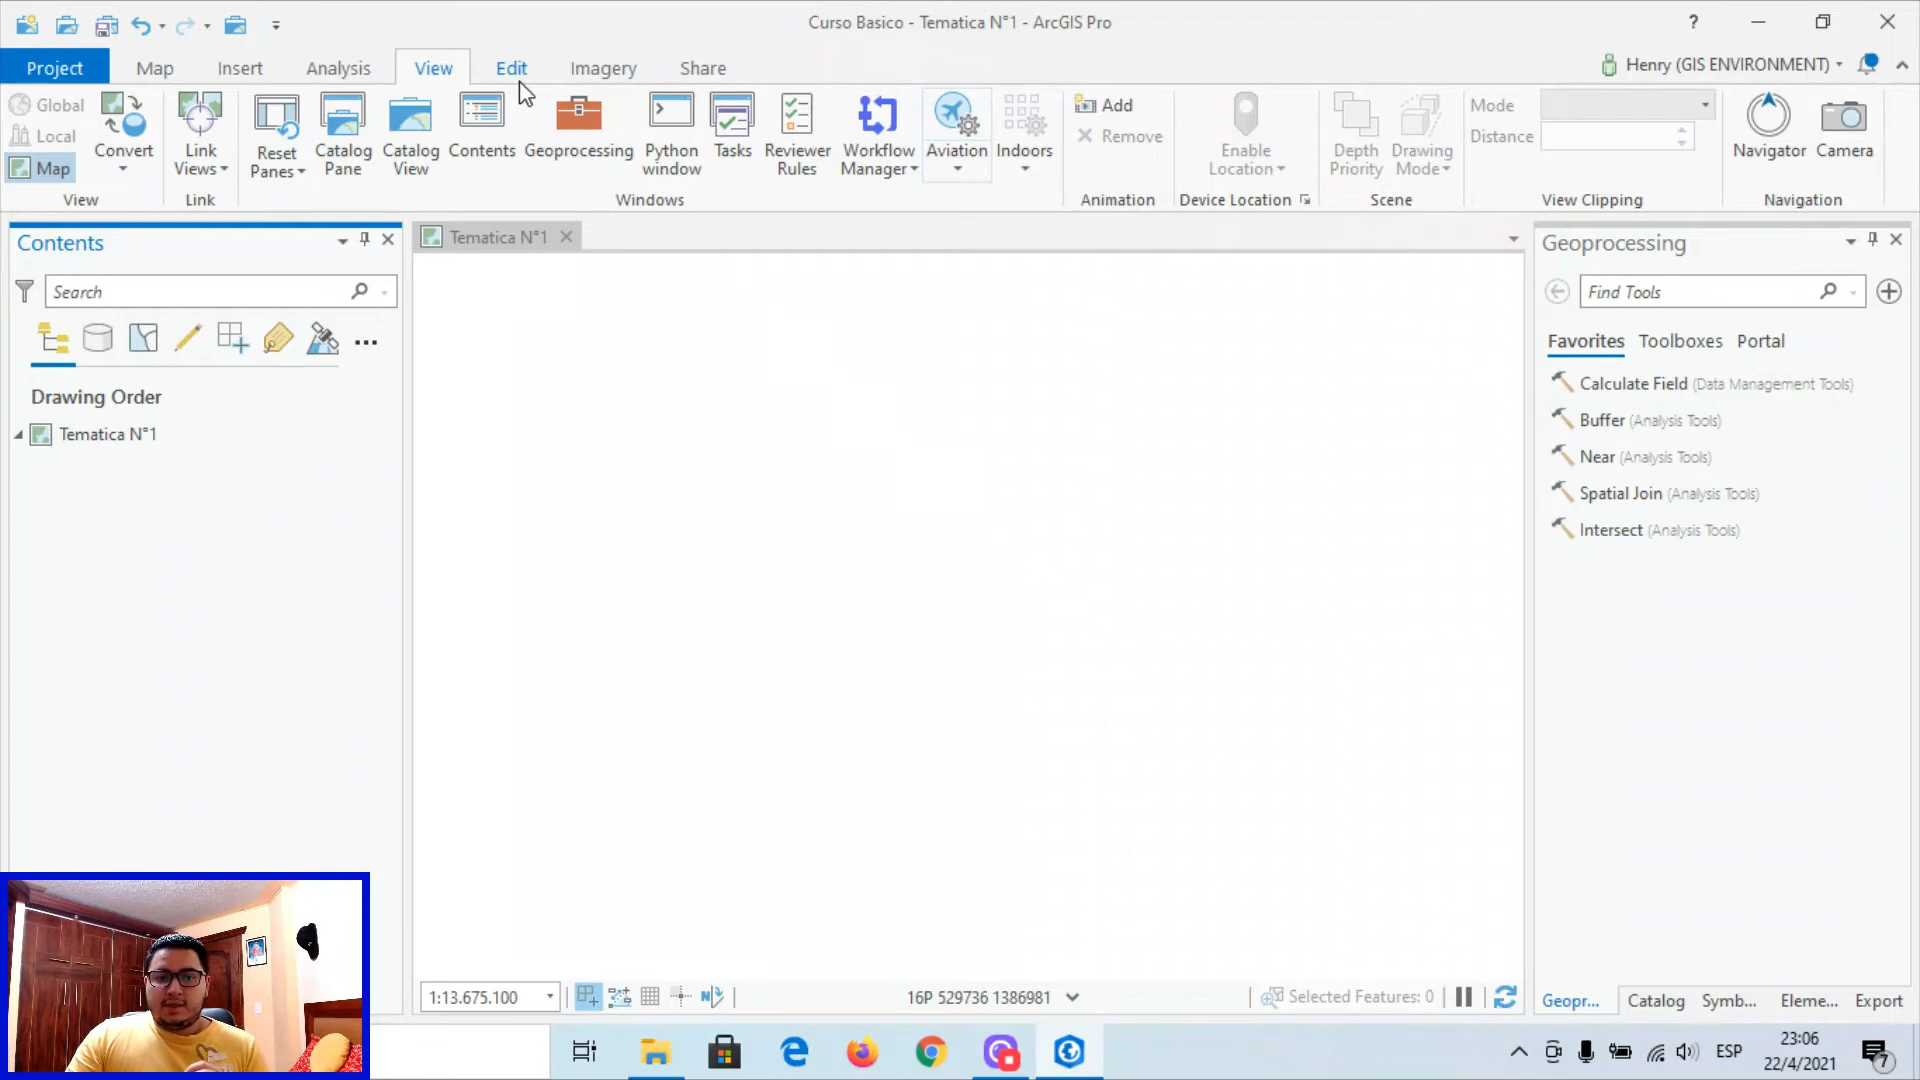 Curso Basico - Tematica N°1 - ArcGIS Pro
?
Project
Map
Insert
Analysis
View
Edit
Imagery
Share
Henry (GIS ENVIRONMENT)
Global
Local
Map
View
Convert
Link
Views
Link
Reset
Panes
Catalog
Pane
Catalog
View
Contents
Geoprocessing
Python
window
Tasks
Reviewer
Rules
Workflow
Manager
Aviation
Indoors
Windows
Add
Remove
Animation
Enable
Location
Device Location
Depth
Priority
Drawing
Mode
Scene
Mode
Distance
View Clipping
Navigator
Camera
Navigation
Contents
Search
Drawing Order
Tematica N°1
Tematica N°1
Geoprocessing
Find Tools
Favorites
Toolboxes
Portal
Calculate Field (Data Management Tools)
Buffer (Analysis Tools)
Near (Analysis Tools)
Spatial Join (Analysis Tools)
Intersect (Analysis Tools)
1:13.675.100
16P 529736 1386981
Selected Features: 0
Geopr...
Catalog
Symb...
Eleme...
Export
ESP
23:06
22/4/2021
7